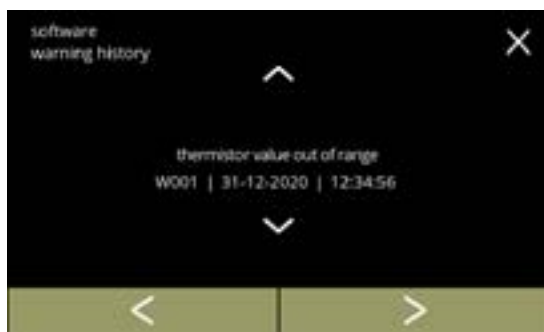 software
warning history
thermistor value out of range
W001 | 31-12-2020 | 12:34:56